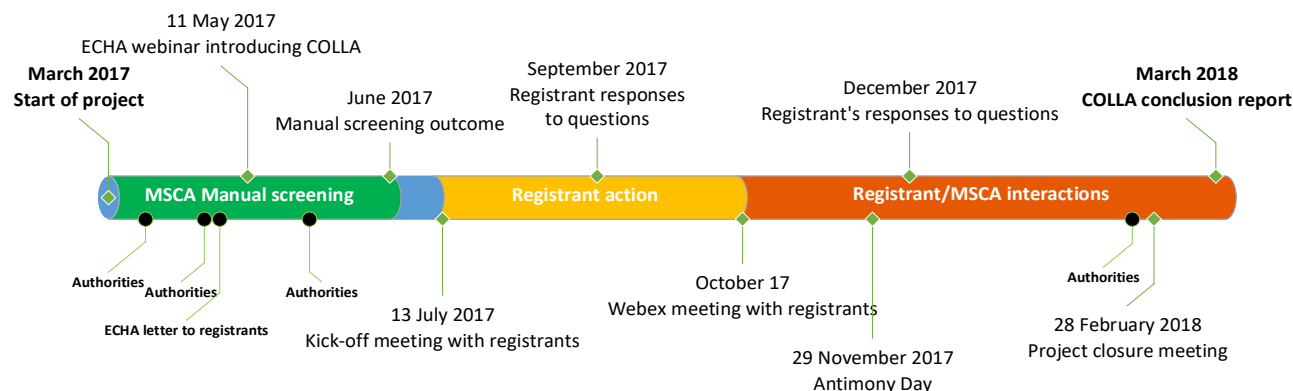 11 May 2017
ECHA webinar introducing COLLA
March 2017
Start of project
June 2017
Manual screening outcome
September 2017
Registrant responses
to questions
December 2017
Registrant's responses to questions
March 2018
COLLA conclusion report
MSCA Manual screening
Registrant action
Registrant/MSCA interactions
Authorities
Authorities
ECHA letter to registrants
Authorities
13 July 2017
Kick-off meeting with registrants
October 17
Webex meeting with registrants
29 November 2017
Antimony Day
Authorities
28 February 2018
Project closure meeting